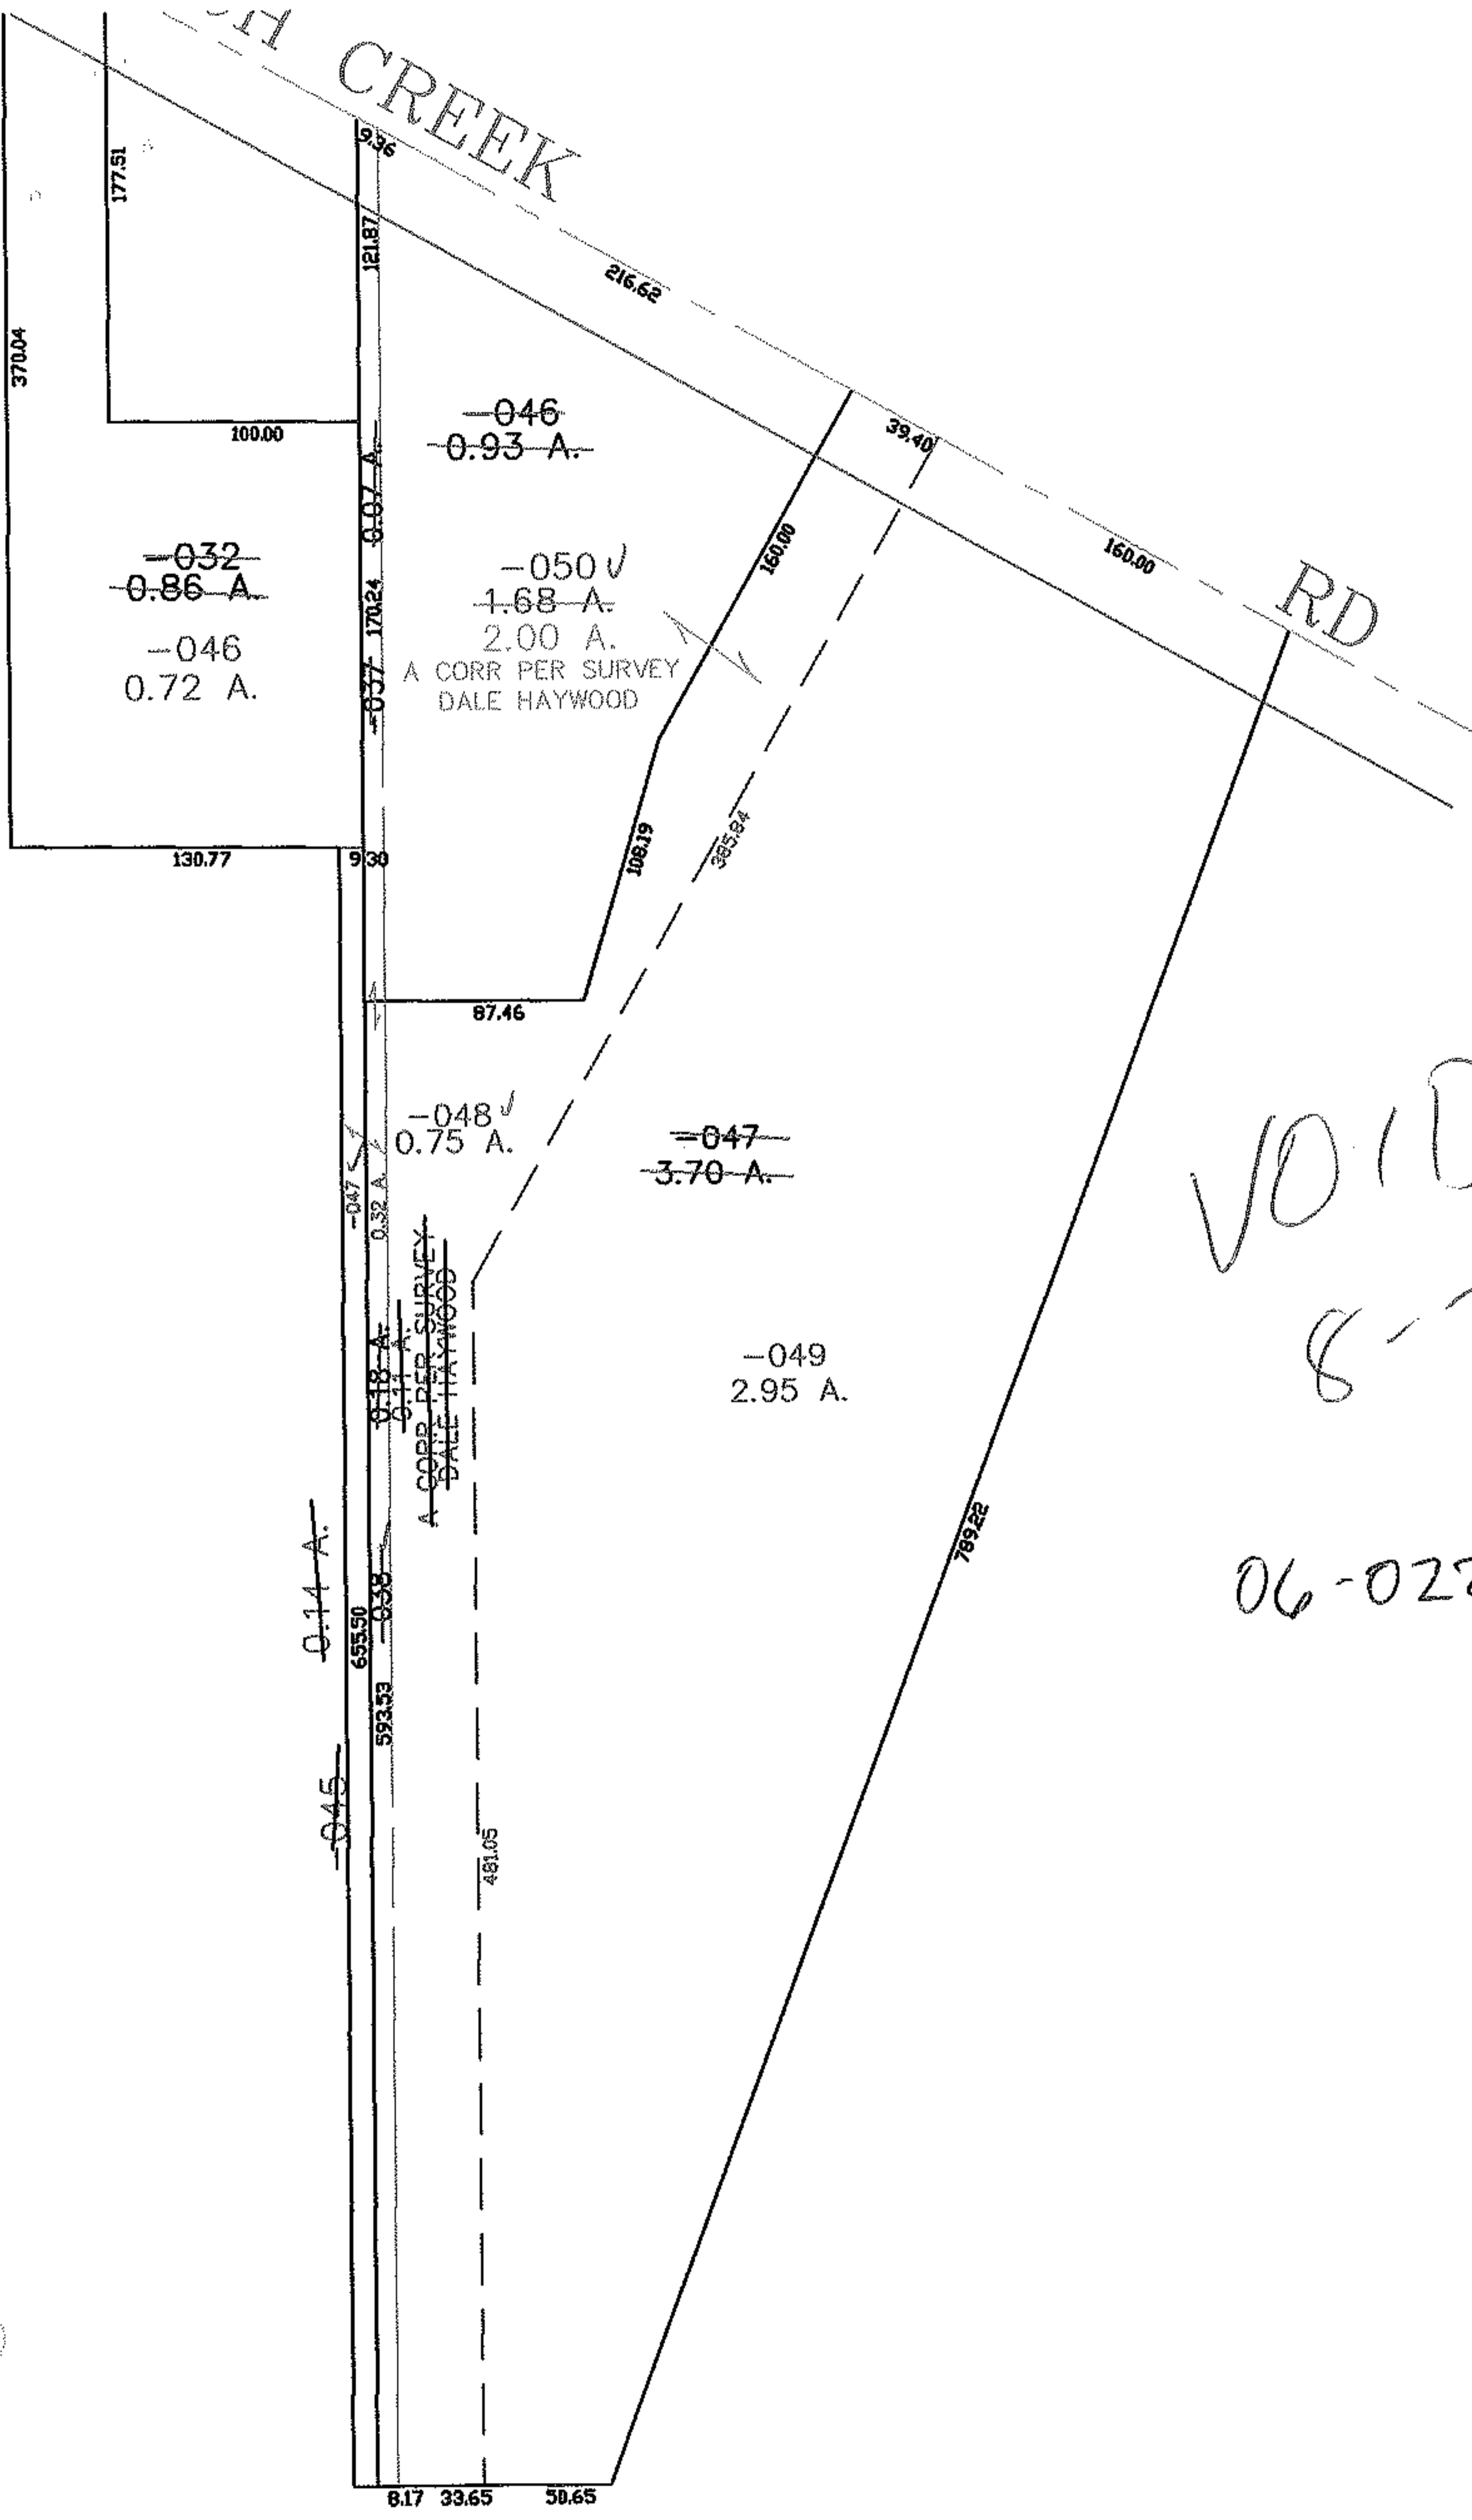 CREEK
9.36
177.51
121.87
216.62
370.04
-046
0.93 A.
39.40
100.00
160.00
160.00
RD
0.07 A.
-032
0.86 A.
-050
1.68 A.
2.00 A.
A CORR PER SURVEY
DALE HAYWOOD
170.24
-046
0.72 A.
-037
108.19
385.84
130.77
9.30
87.46
-048
0.75 A.
-047
3.70 A.
VOID
-047
0.32 A.
A CORR PER SURVEY
DALE HAYWOOD
0.18 A.
0.11 A.
-049
2.95 A.
8-
789.22
0.14 A.
-038
655.50
06-022
593.53
-045
481.05
8.17
33.65
50.65